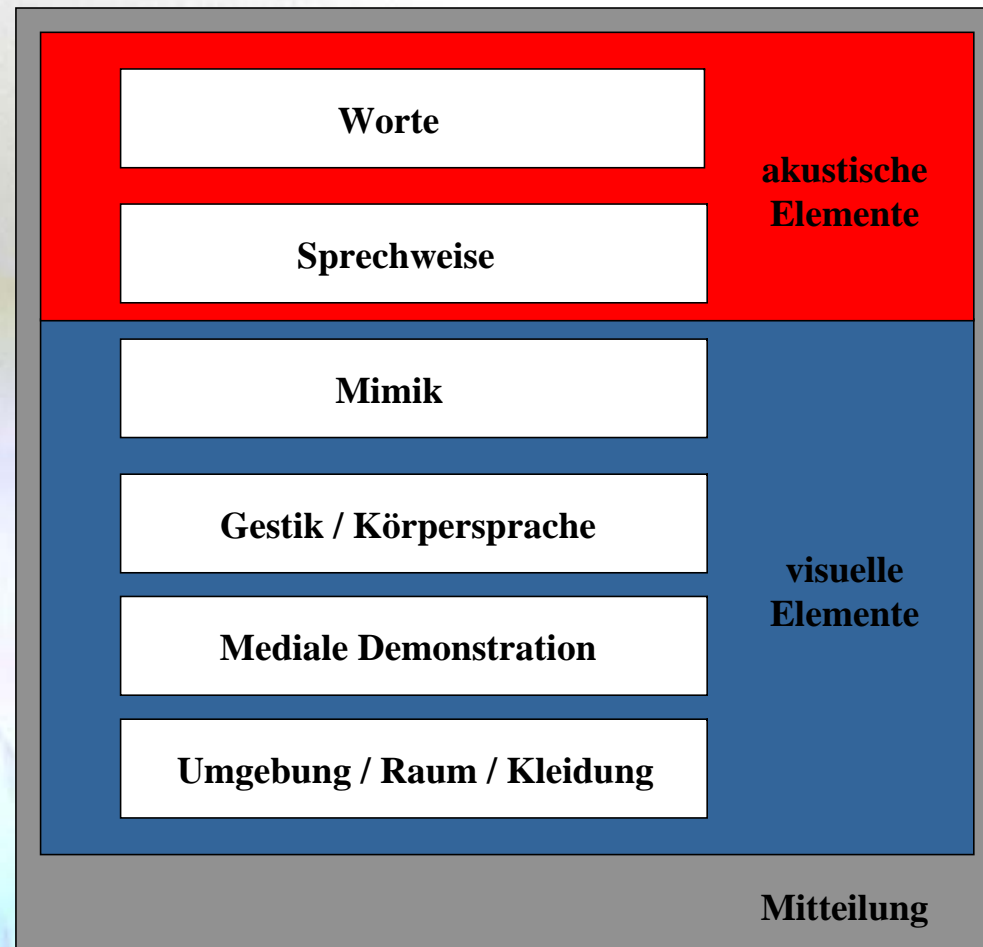 Worte
akustische
Elemente
Sprechweise
Mimik
Gestik / Körpersprache
visuelle
Elemente
Mediale Demonstration
Umgebung / Raum / Kleidung
Mitteilung